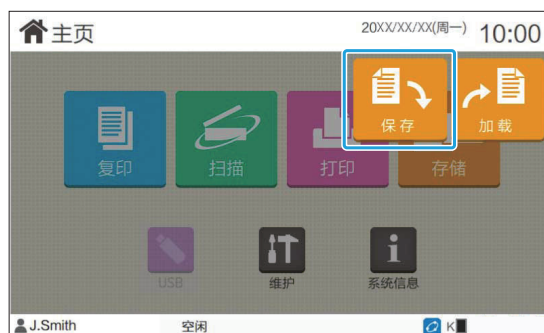 主页
20XX/XX/XX(周一) 10:00
保存 加载
复印 扫描 打印 存储
USB 维护 系统信息
J.Smith 空闲 K